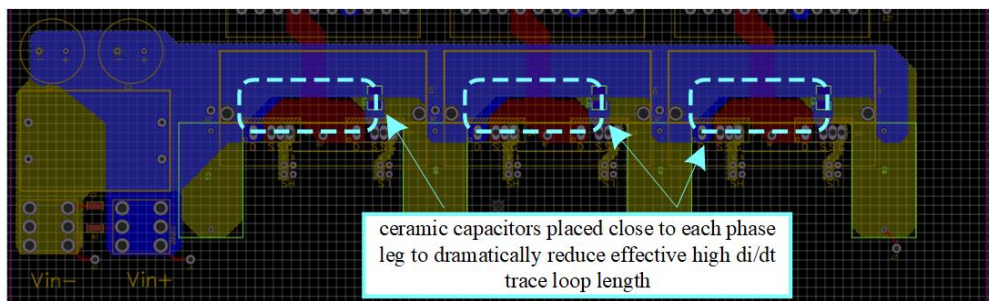 ceramic capacitors placed close to each phase
leg to dramatically reduce effective high di/dt
trace loop length
Vin- Vin+